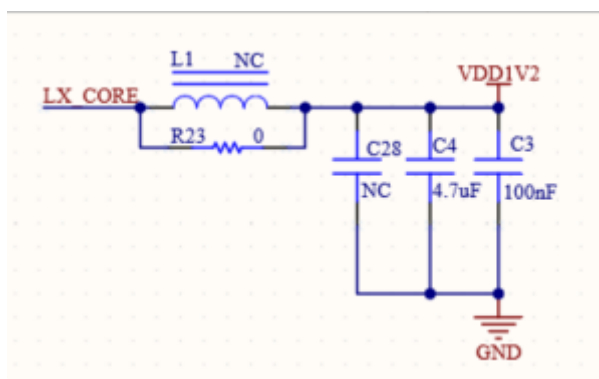 L1 NC
VDD1V2
LX_CORE
R23 0
C28 C4 C3
NC 4.7uF 100nF
GND